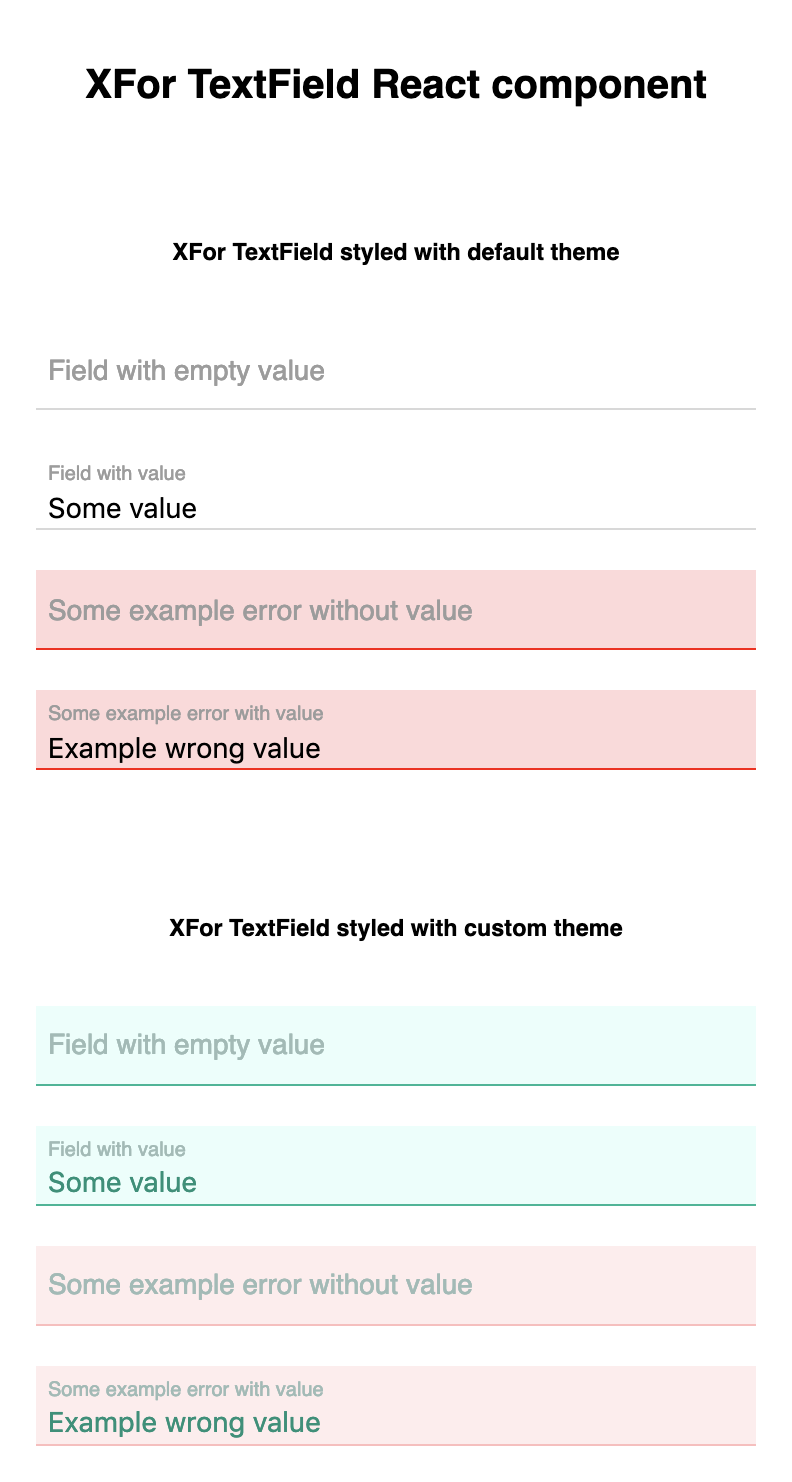 XFor TextField React component
XFor TextField styled with default theme
Field with empty value
Field with value
Some value
Some example error without value
Some example error with value
Example wrong value
XFor TextField styled with custom theme
Field with empty value
Field with value
Some value
Some example error without value
Some example error with value
Example wrong value